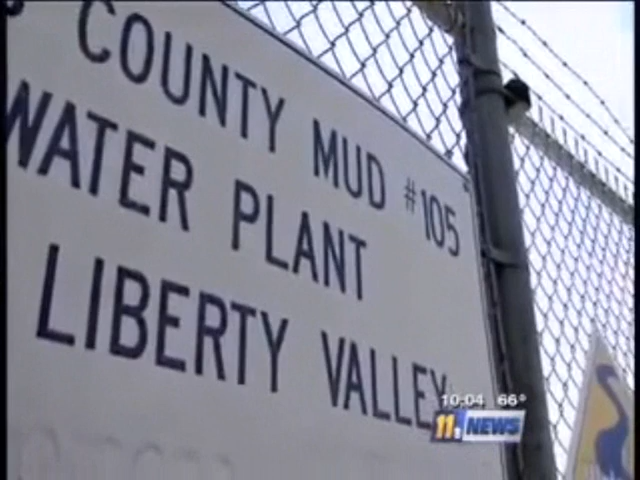 COUNTY MUD #105
WATER PLANT
LIBERTY VALLEY
10:04 66°
11 NEWS